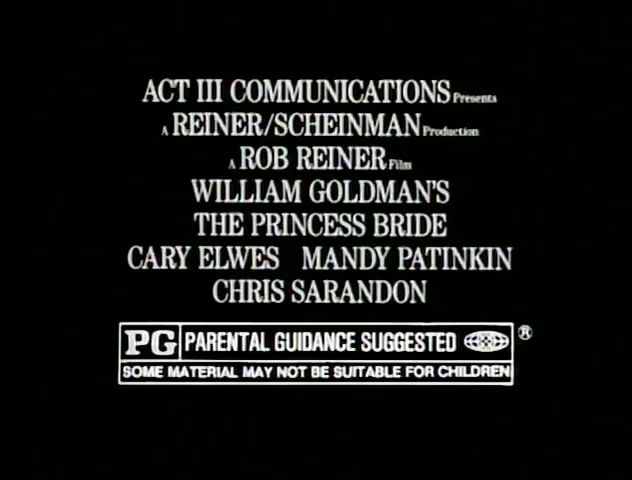 ACT III COMMUNICATIONS Presents
A REINER/SCHEINMAN Production
A ROB REINER Film
WILLIAM GOLDMAN'S
THE PRINCESS BRIDE
CARY ELWES MANDY PATINKIN
CHRIS SARANDON
PG PARENTAL GUIDANCE SUGGESTED ®
SOME MATERIAL MAY NOT BE SUITABLE FOR CHILDREN